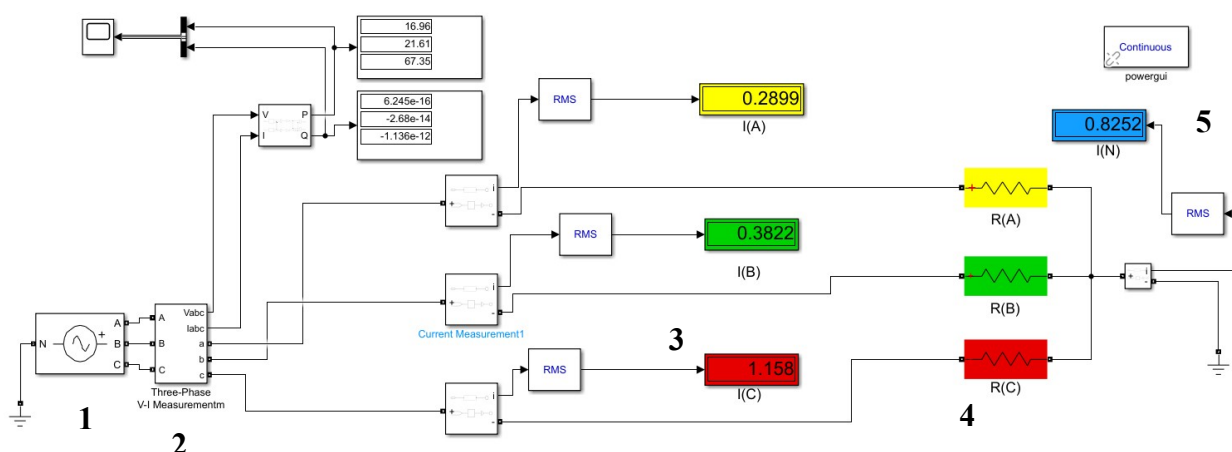 16.96
21.61
67.35
6.245e-16
-2.68e-14
-1.136e-12
V
I
P
Q
RMS
0.2899
I(A)
Continuous
powergui
0.8252
I(N)
5
RMS
i
+
-
+
R(A)
RMS
0.3822
I(B)
i
+
-
Current Measurement1
+
R(B)
+
i
-
N
+
A
B
C
A
B
C
Vabc
Iabc
a
b
c
Three-Phase
V-I Measurementm
1
2
3
RMS
1.158
I(C)
i
+
-
R(C)
4